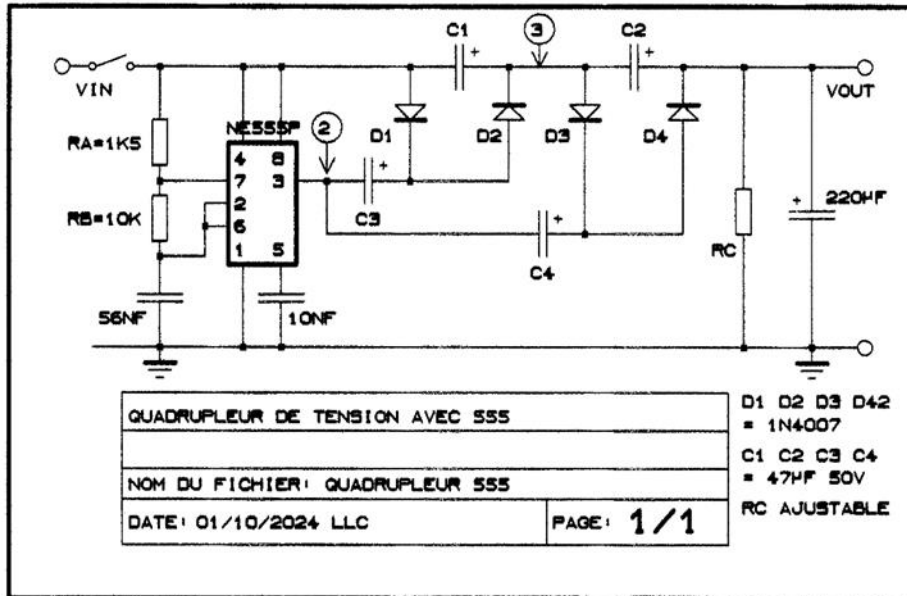 C1
+
3
C2
+
VIN
VOUT
NE555P
2
D1
D2
D3
D4
RA=1K5
4 8
7 3
2
6
1 5
+
C3
RB=10K
+
C4
RC
+
220µF
56NF
10NF
QUADRUPLEUR DE TENSION AVEC 555
NOM DU FICHIER: QUADRUPLEUR 555
DATE: 01/10/2024 LLC
PAGE: 1/1
D1 D2 D3 D42
= 1N4007
C1 C2 C3 C4
= 47µF 50V
RC AJUSTABLE